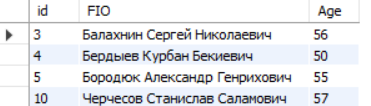 id FIO Age
3 Балахнин Сергей Николаевич 56
4 Бердыев Курбан Бекиевич 50
5 Бородюк Александр Генрихович 55
10 Черчесов Станислав Саламович 57